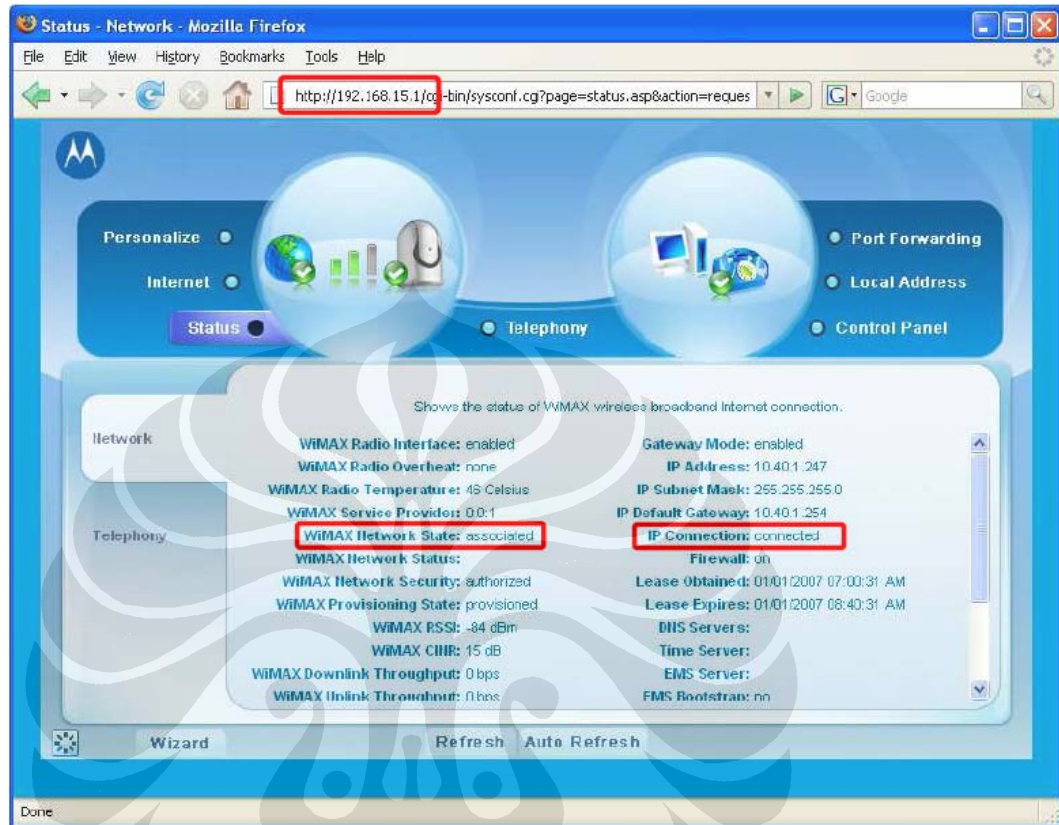 Status - Network - Mozilla Firefox
File Edit View History Bookmarks Tools Help
http://192.168.15.1/cgi-bin/sysconf.cgi?page=status.asp&action=reques
Google
Personalize
Internet
Status
Telephony
Port Forwarding
Local Address
Control Panel
Network
Telephony
Shows the status of WiMAX wireless broadband Internet connection.
WiMAX Radio Interface: enabled
WiMAX Radio Overheat: none
WiMAX Radio Temperature: 46 Celsius
WiMAX Service Provider: 0:0:1
WiMAX Network State: associated
WiMAX Network Status:
WiMAX Network Security: authorized
WiMAX Provisioning State: provisioned
WiMAX RSSI: -84 dBm
WiMAX CINR: 15 dB
WiMAX Downlink Throughput: 0 bps
WiMAX Uplink Throughput: 0 bps
Gateway Mode: enabled
IP Address: 10.40.1.247
IP Subnet Mask: 255.255.255.0
IP Default Gateway: 10.40.1.254
IP Connection: connected
Firewall: on
Lease Obtained: 01/01/2007 07:00:31 AM
Lease Expires: 01/01/2007 08:40:31 AM
DNS Servers:
Time Server:
EMS Server:
EMS Bootstrap: no
Wizard
Refresh Auto Refresh
Done